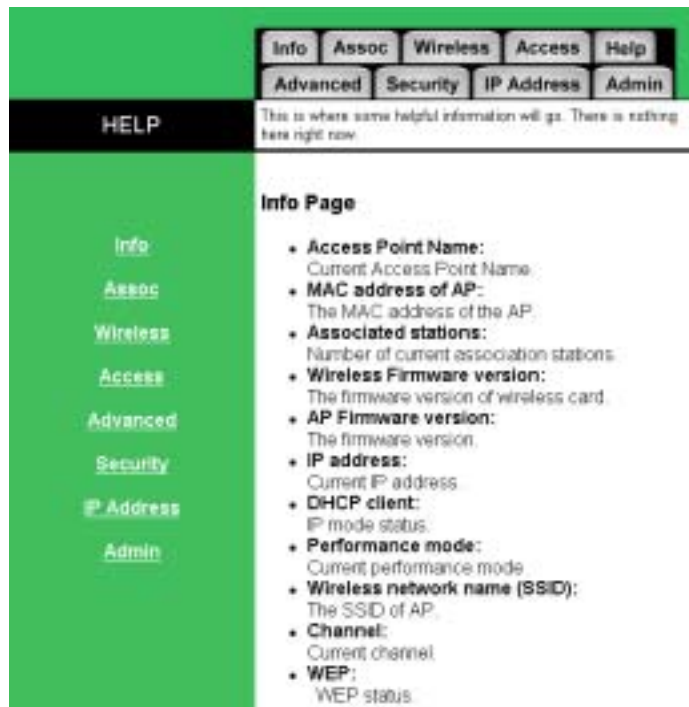 Info Assoc Wireless Access Help
Advanced Security IP Address Admin
HELP
This is where some helpful information will go. There is nothing
here right now.
Info
Assoc
Wireless
Access
Advanced
Security
IP Address
Admin
Info Page
Access Point Name:
Current Access Point Name.
MAC address of AP:
The MAC address of the AP.
Associated stations:
Number of current association stations.
Wireless Firmware version:
The firmware version of wireless card.
AP Firmware version:
The firmware version.
IP address:
Current IP address.
DHCP client:
IP mode status.
Performance mode:
Current performance mode
Wireless network name (SSID):
The SSID of AP.
Channel:
Current channel.
WEP:
WEP status.